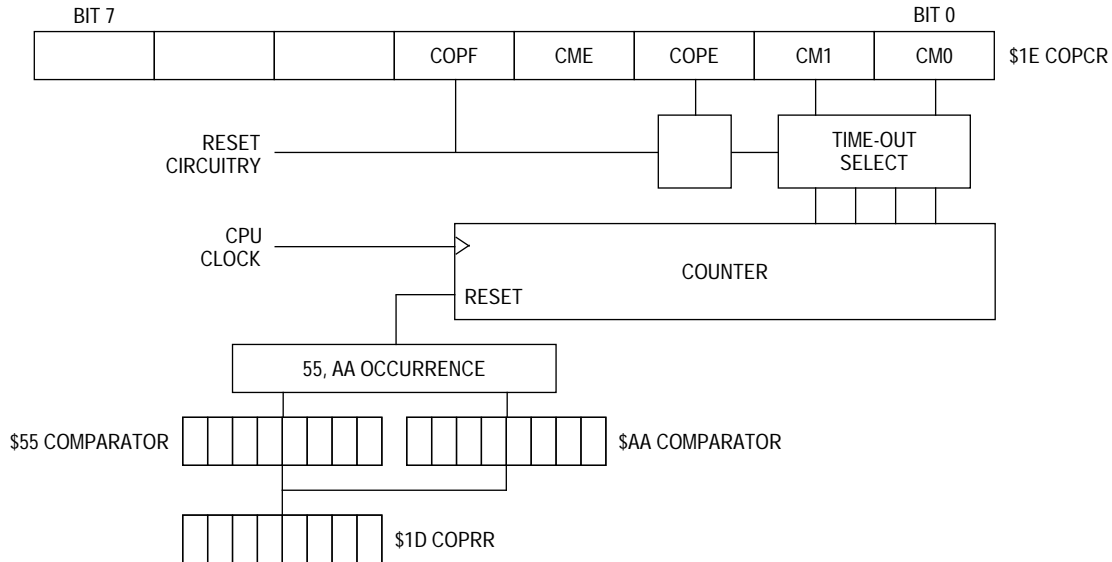 BIT 7 BIT 0
COPF CME COPE CM1 CM0 $1E COPCR
RESET
CIRCUITRY
TIME-OUT
SELECT
CPU
CLOCK
COUNTER
RESET
55, AA OCCURRENCE
$55 COMPARATOR $AA COMPARATOR
$1D COPRR